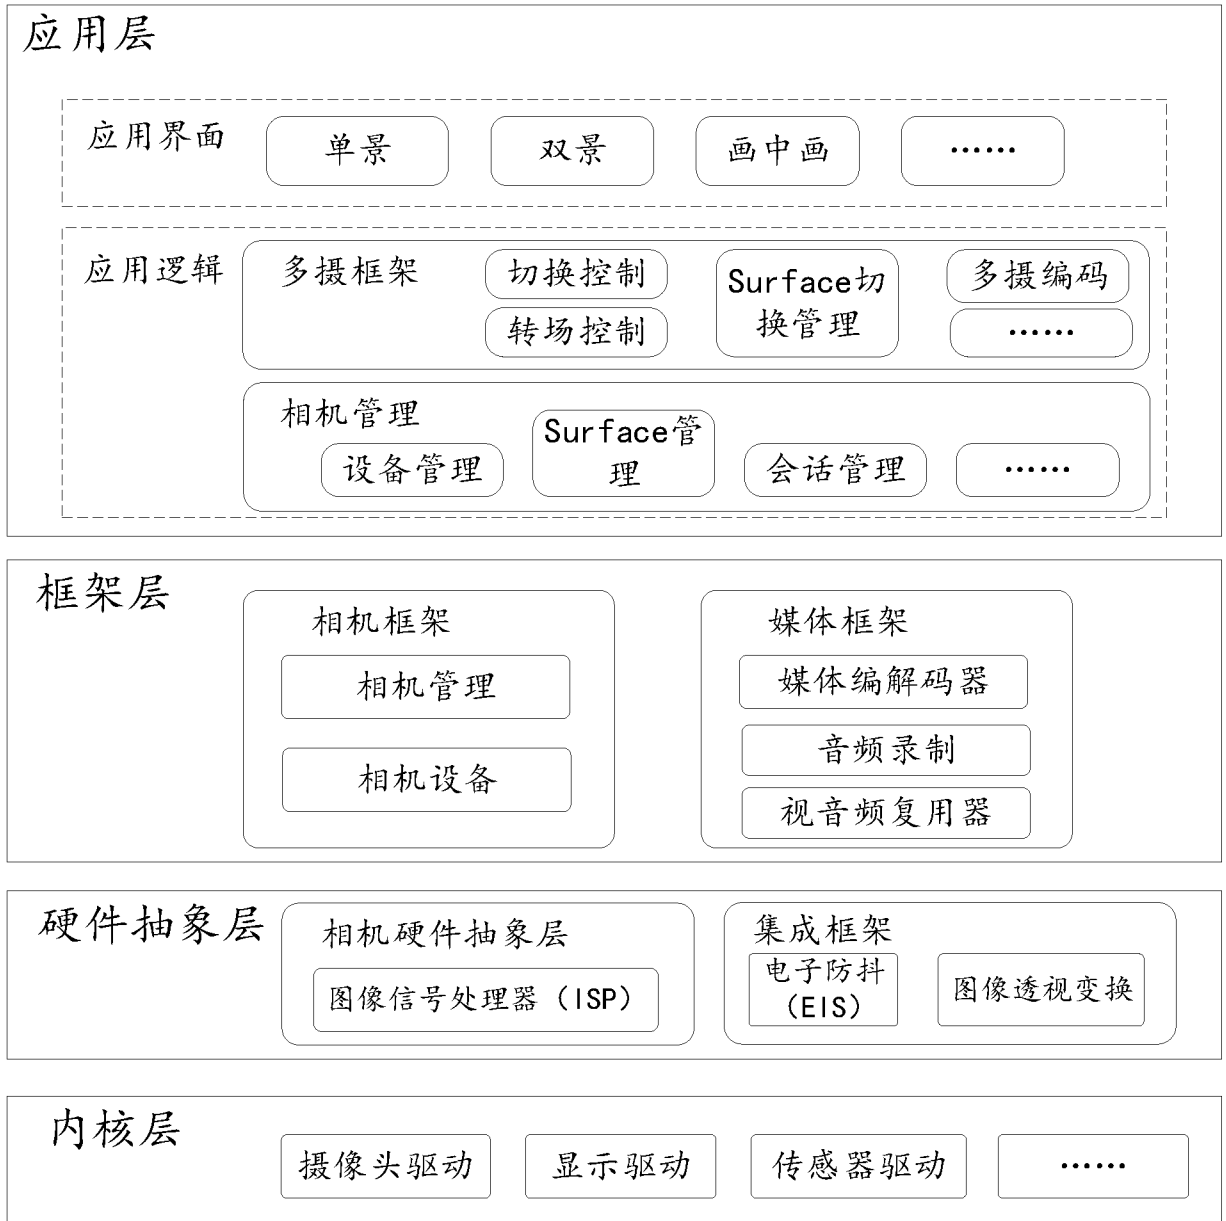 应用层
应用界面
单景
双景
画中画
……
应用逻辑
多摄框架
切换控制
转场控制
Surface切
换管理
多摄编码
……
相机管理
设备管理
Surface管
理
会话管理
……
框架层
相机框架
相机管理
相机设备
媒体框架
媒体编解码器
音频录制
视音频复用器
硬件抽象层
相机硬件抽象层
图像信号处理器（ISP）
集成框架
电子防抖
（EIS）
图像透视变换
内核层
摄像头驱动
显示驱动
传感器驱动
……